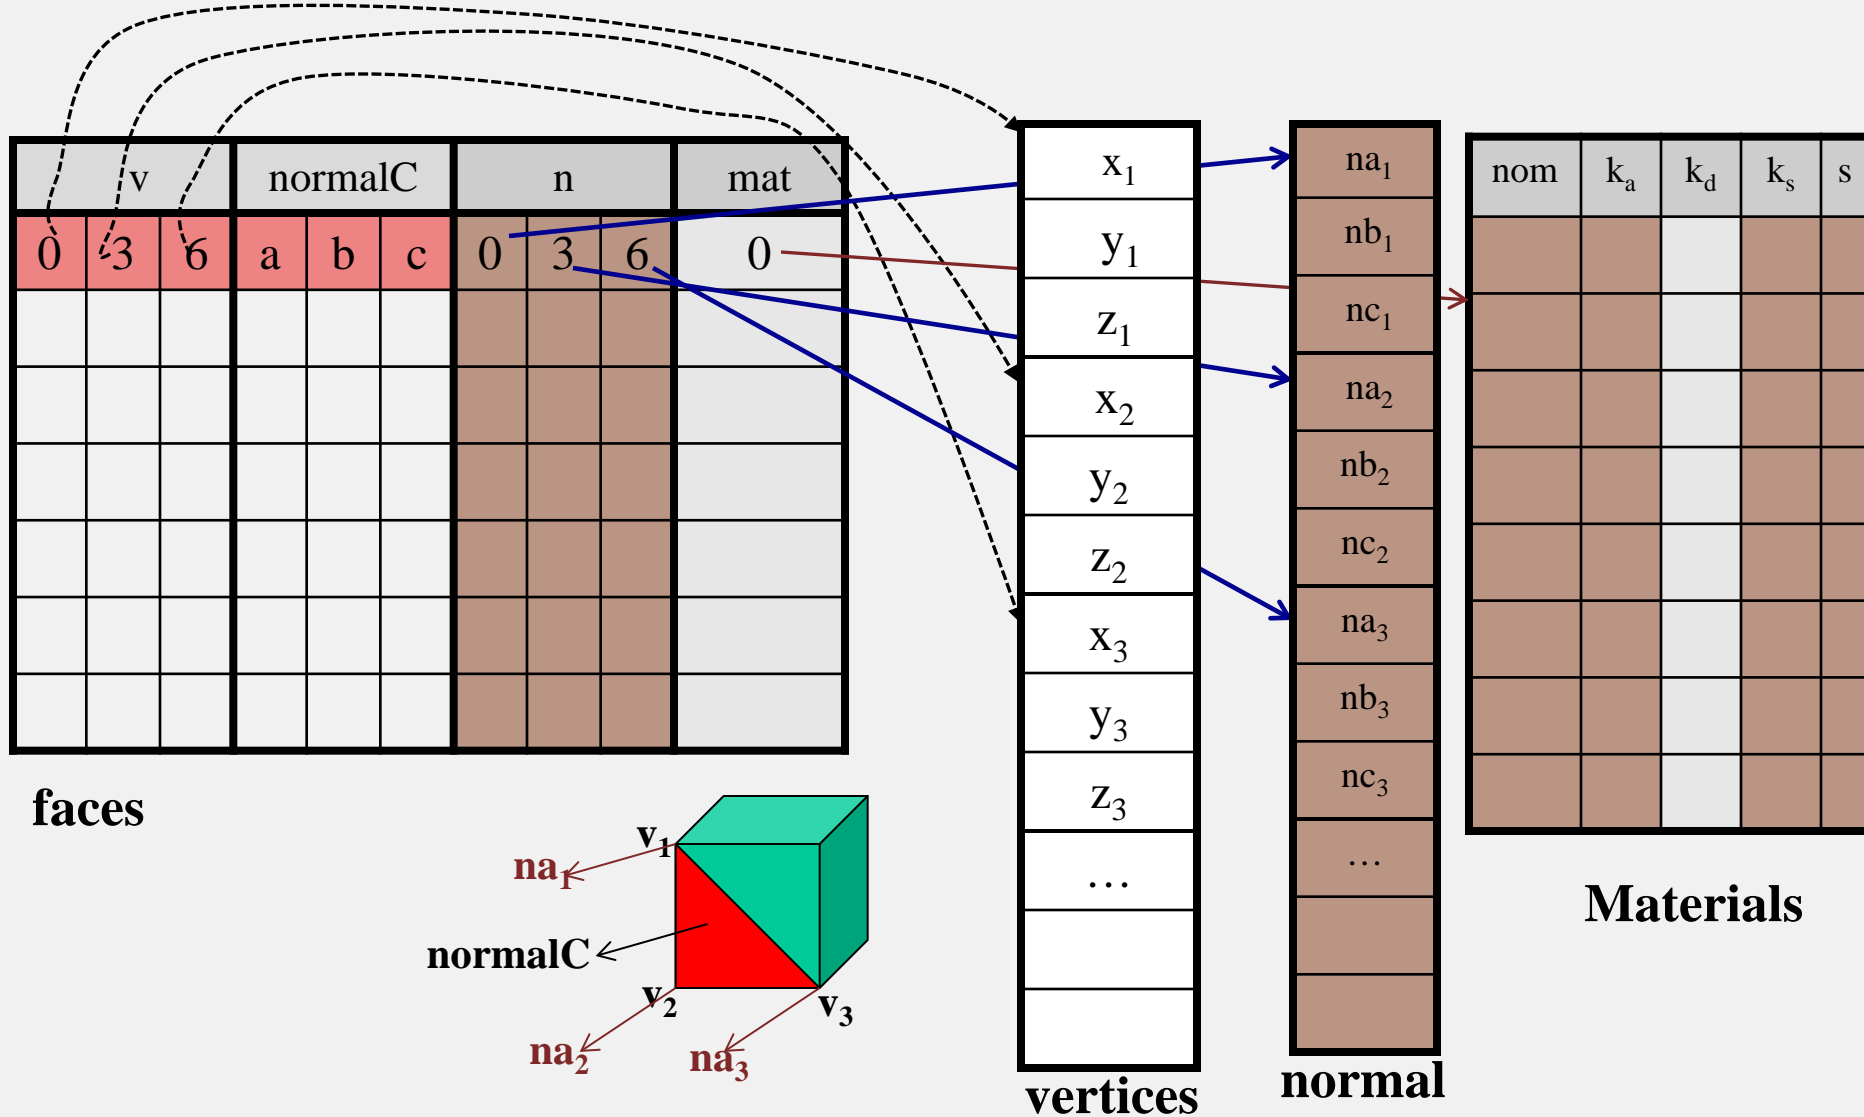 v normalC n mat
0 3 6 a b c 0 3 6 0
faces
x₁
y₁
z₁
x₂
y₂
z₂
x₃
y₃
z₃
…
vertices
na₁
nb₁
nc₁
na₂
nb₂
nc₂
na₃
nb₃
nc₃
…
normal
nom kₐ k_d kₛ s
Materials
v₁
na₁
normalC
v₂
v₃
na₂
na₃